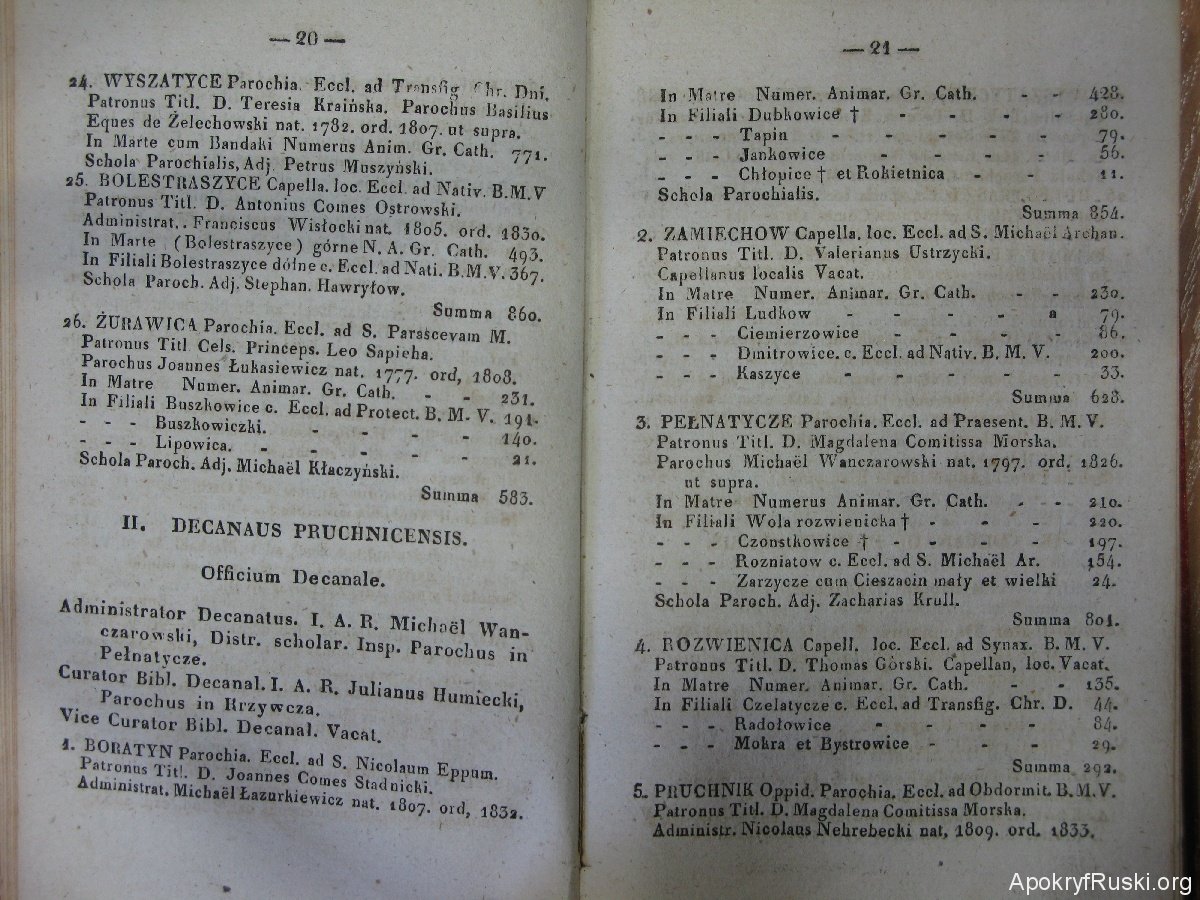 — 20 —
24. WYSZATYCE Parochia. Eccl. ad Transfig. Chr. Dni.
Patronus Titl. D. Teresia Kraińska. Parochus Basilius
Eques de Żelechowski nat. 1782. ord. 1807. ut supra.
In Marte cum Bandaki Numerus Anim. Gr. Cath. 771.
Schola Parochialis, Adj. Petrus Muszyński.
25. BOLESTRASZYCE Capella. loc. Eccl. ad Nativ. B.M.V
Patronus Titl. D. Antonius Comes Ostrowski.
Administrat.. Franciscus Wisłocki nat. 1805. ord. 1830.
In Marte (Bolestraszyce) górne N. A. Gr. Cath. 493.
In Filiali Bolestraszyce dólne c. Eccl. ad Nati. B.M.V. 367.
Schola Paroch. Adj. Stephan. Hawryłow.
Summa 860.
26. ŻURAWICA Parochia. Eccl. ad S. Parascevam M.
Patronus Titl Cels. Princeps. Leo Sapieha.
Parochus Joannes Łukasiewicz nat. 1777. ord, 1803.
In Matre Numer. Animar. Gr. Cath. - - 231.
In Filiali Buszkowice c. Eccl. ad Protect. B. M. V. 191.
- - - Buszkowiczki. - - - - 140.
- - - Lipowica. - - - - - 21.
Schola Paroch. Adj. Michaël Kłaczyński.
Summa 583.
II. DECANAUS PRUCHNICENSIS.
Officium Decanale.
Administrator Decanatus. I. A. R. Michaël Wan-
czarowski, Distr. scholar. Insp. Parochus in
Pełnatycze.
Curator Bibl. Decanal. I. A. R. Julianus Humiecki,
Parochus in Krzywcza.
Vice Curator Bibl. Decanal. Vacat.
1. BORATYN Parochia. Eccl. ad S. Nicolaum Eppum.
Patronus Titl. D. Joannes Comes Stadnicki.
Administrat. Michaël Łazurkiewicz nat. 1807. ord, 1832.
— 21 —
In Matre Numer. Animar. Gr. Cath. - - 428.
In Filiali Dubkowice † - - - - 280.
- - - Tapin - - - - - 79.
- - - Jankowice - - - - - 56.
- - - Chłopice † et Rokietnica - - 11.
Schola Parochialis.
Summa 854.
2. ZAMIECHOW Capella. loc. Eccl. ad S. Michaël Archan.
Patronus Titl. D. Valerianus Ustrzycki.
Capellanus localis Vacat.
In Matre Numer. Animar. Gr. Cath. - - 230.
In Filiali Ludkow - - - - a 79.
- - - Ciemierzowice - - - - 86.
- - - Dmitrowice. c. Eccl. ad Nativ. B. M. V. 200.
- - - Kaszyce - - - - - 33.
Summa 628.
3. PEŁNATYCZE Parochia. Eccl. ad Praesent. B. M. V.
Patronus Titl. D. Magdalena Comitissa Morska.
Parochus Michaël Wanczarowski nat. 1797. ord. 1826.
ut supra.
In Matre Numerus Animar. Gr. Cath. - - 210.
In Filiali Wola rozwienicka † - - - 220.
- - - Czonstkowice † - - - - 197.
- - - Rozniatow c. Eccl. ad S. Michaël Ar. 154.
- - - Zarzycze cum Cieszacin mały et wielki 24.
Schola Paroch. Adj. Zacharias Krull.
Summa 801.
4. ROZWIENICA Capell. loc. Eccl. ad Synax. B. M. V.
Patronus Titl. D. Thomas Górski. Capellan, loc. Vacat.
In Matre Numer. Animar. Gr. Cath. - - 135.
In Filiali Czelatycze c. Eccl. ad Transfig. Chr. D. 44.
- - - Radołowice - - - - 84.
- - - Mokra et Bystrowice - - - 29.
Summa 292.
5. PRUCHNIK Oppid. Parochia. Eccl. ad Obdormit. B. M. V.
Patronus Titl. D. Magdalena Comitissa Morska.
Administr. Nicolaus Nehrebecki nat, 1809. ord. 1833.
ApokryfRuski.org